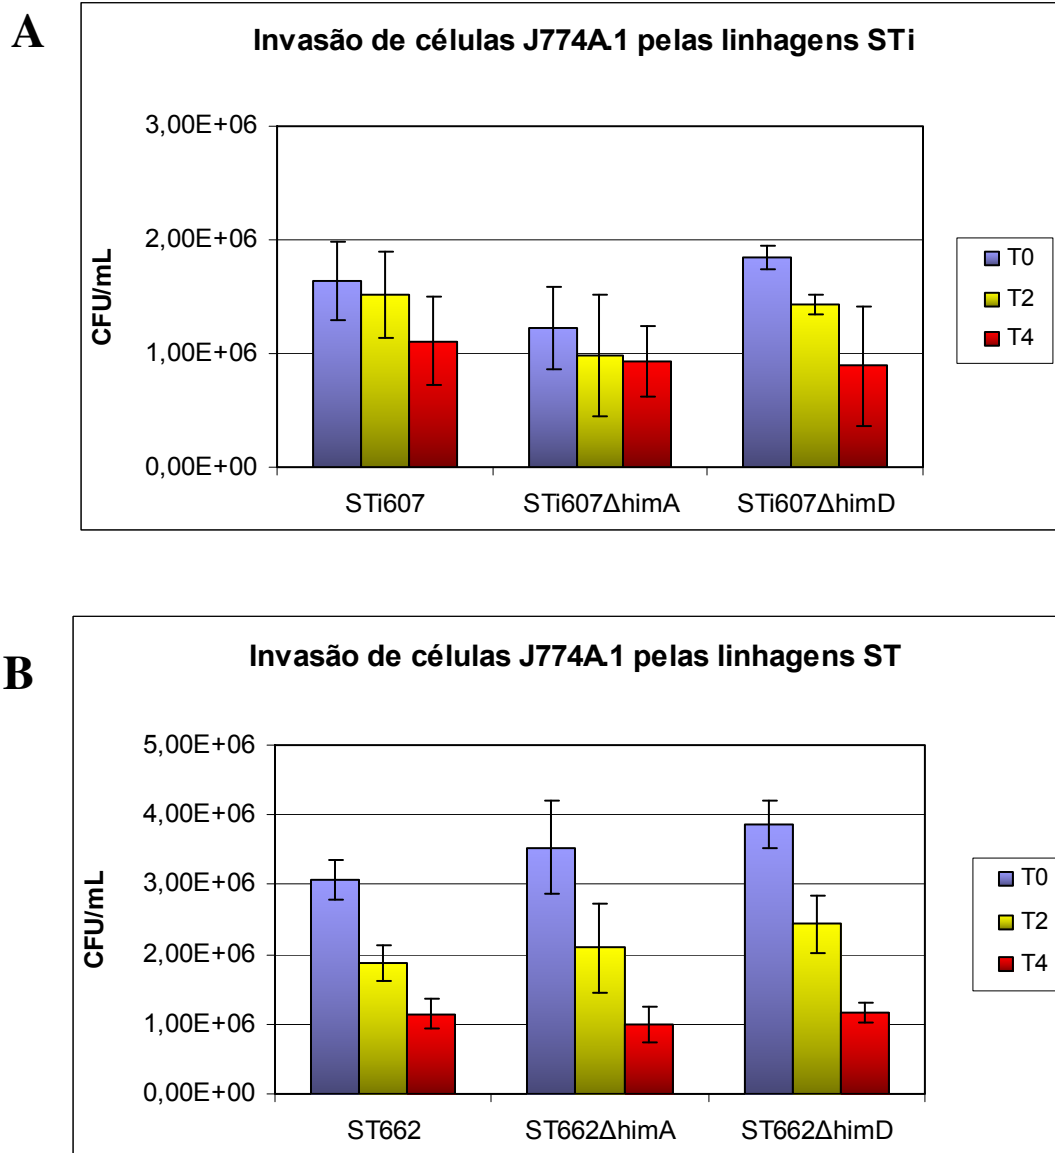 A
Invasão de células J774A.1 pelas linhagens STi
3,00E+06
2,00E+06
1,00E+06
0,00E+00
CFU/mL
STi607 STi607ΔhimA STi607ΔhimD
T0
T2
T4
B
Invasão de células J774A.1 pelas linhagens ST
5,00E+06
4,00E+06
3,00E+06
2,00E+06
1,00E+06
0,00E+00
CFU/mL
ST662 ST662ΔhimA ST662ΔhimD
T0
T2
T4